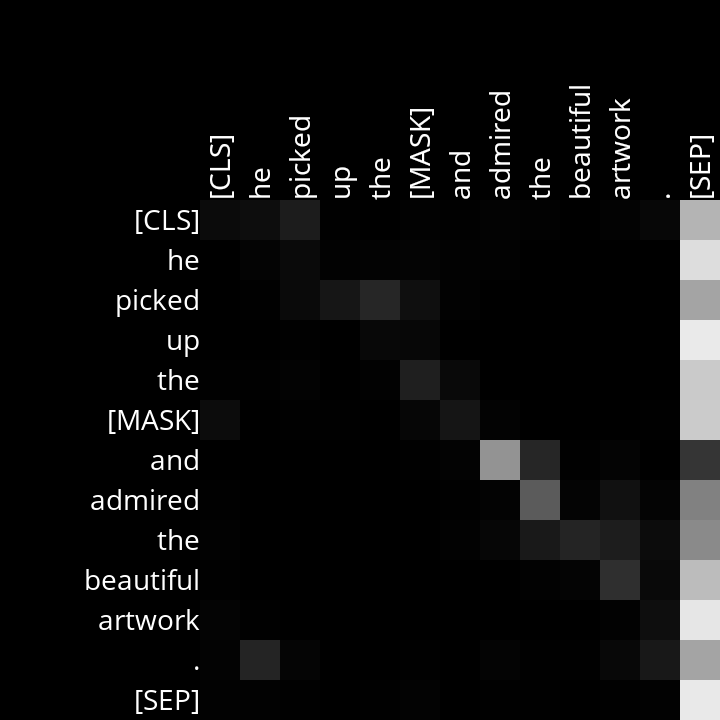 [CLS] he picked up the [MASK] and admired the beautiful artwork . [SEP]
[CLS]
he
picked
up
the
[MASK]
and
admired
the
beautiful
artwork
.
[SEP]